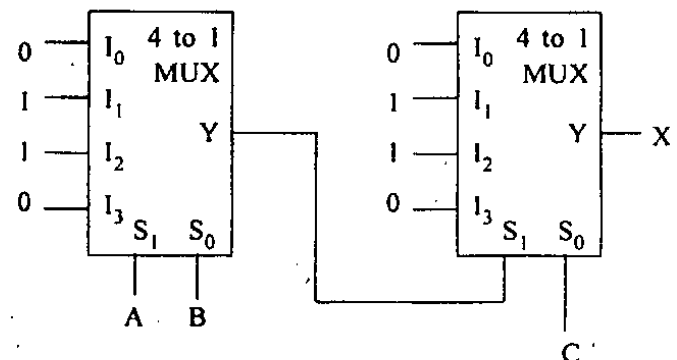 0 I₀ 4 to 1
MUX
1 I₁
Y
1 I₂
0 I₃
S₁ S₀
A B
0 I₀ 4 to 1
MUX
1 I₁
Y X
1 I₂
0 I₃
S₁ S₀
C